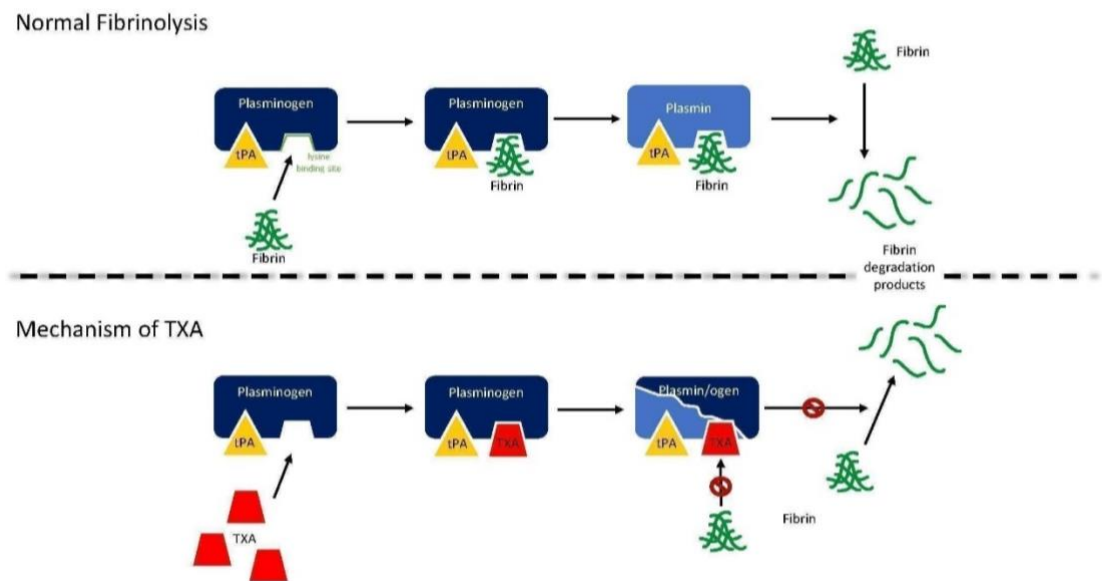 Normal Fibrinolysis
Fibrin
Plasminogen
Plasminogen
Plasmin
tPA
lysine
binding site
tPA
Fibrin
tPA
Fibrin
Fibrin
Fibrin
degradation
products
Mechanism of TXA
Plasminogen
Plasminogen
Plasmin/ogen
tPA
tPA
TXA
tPA
TXA
TXA
Fibrin